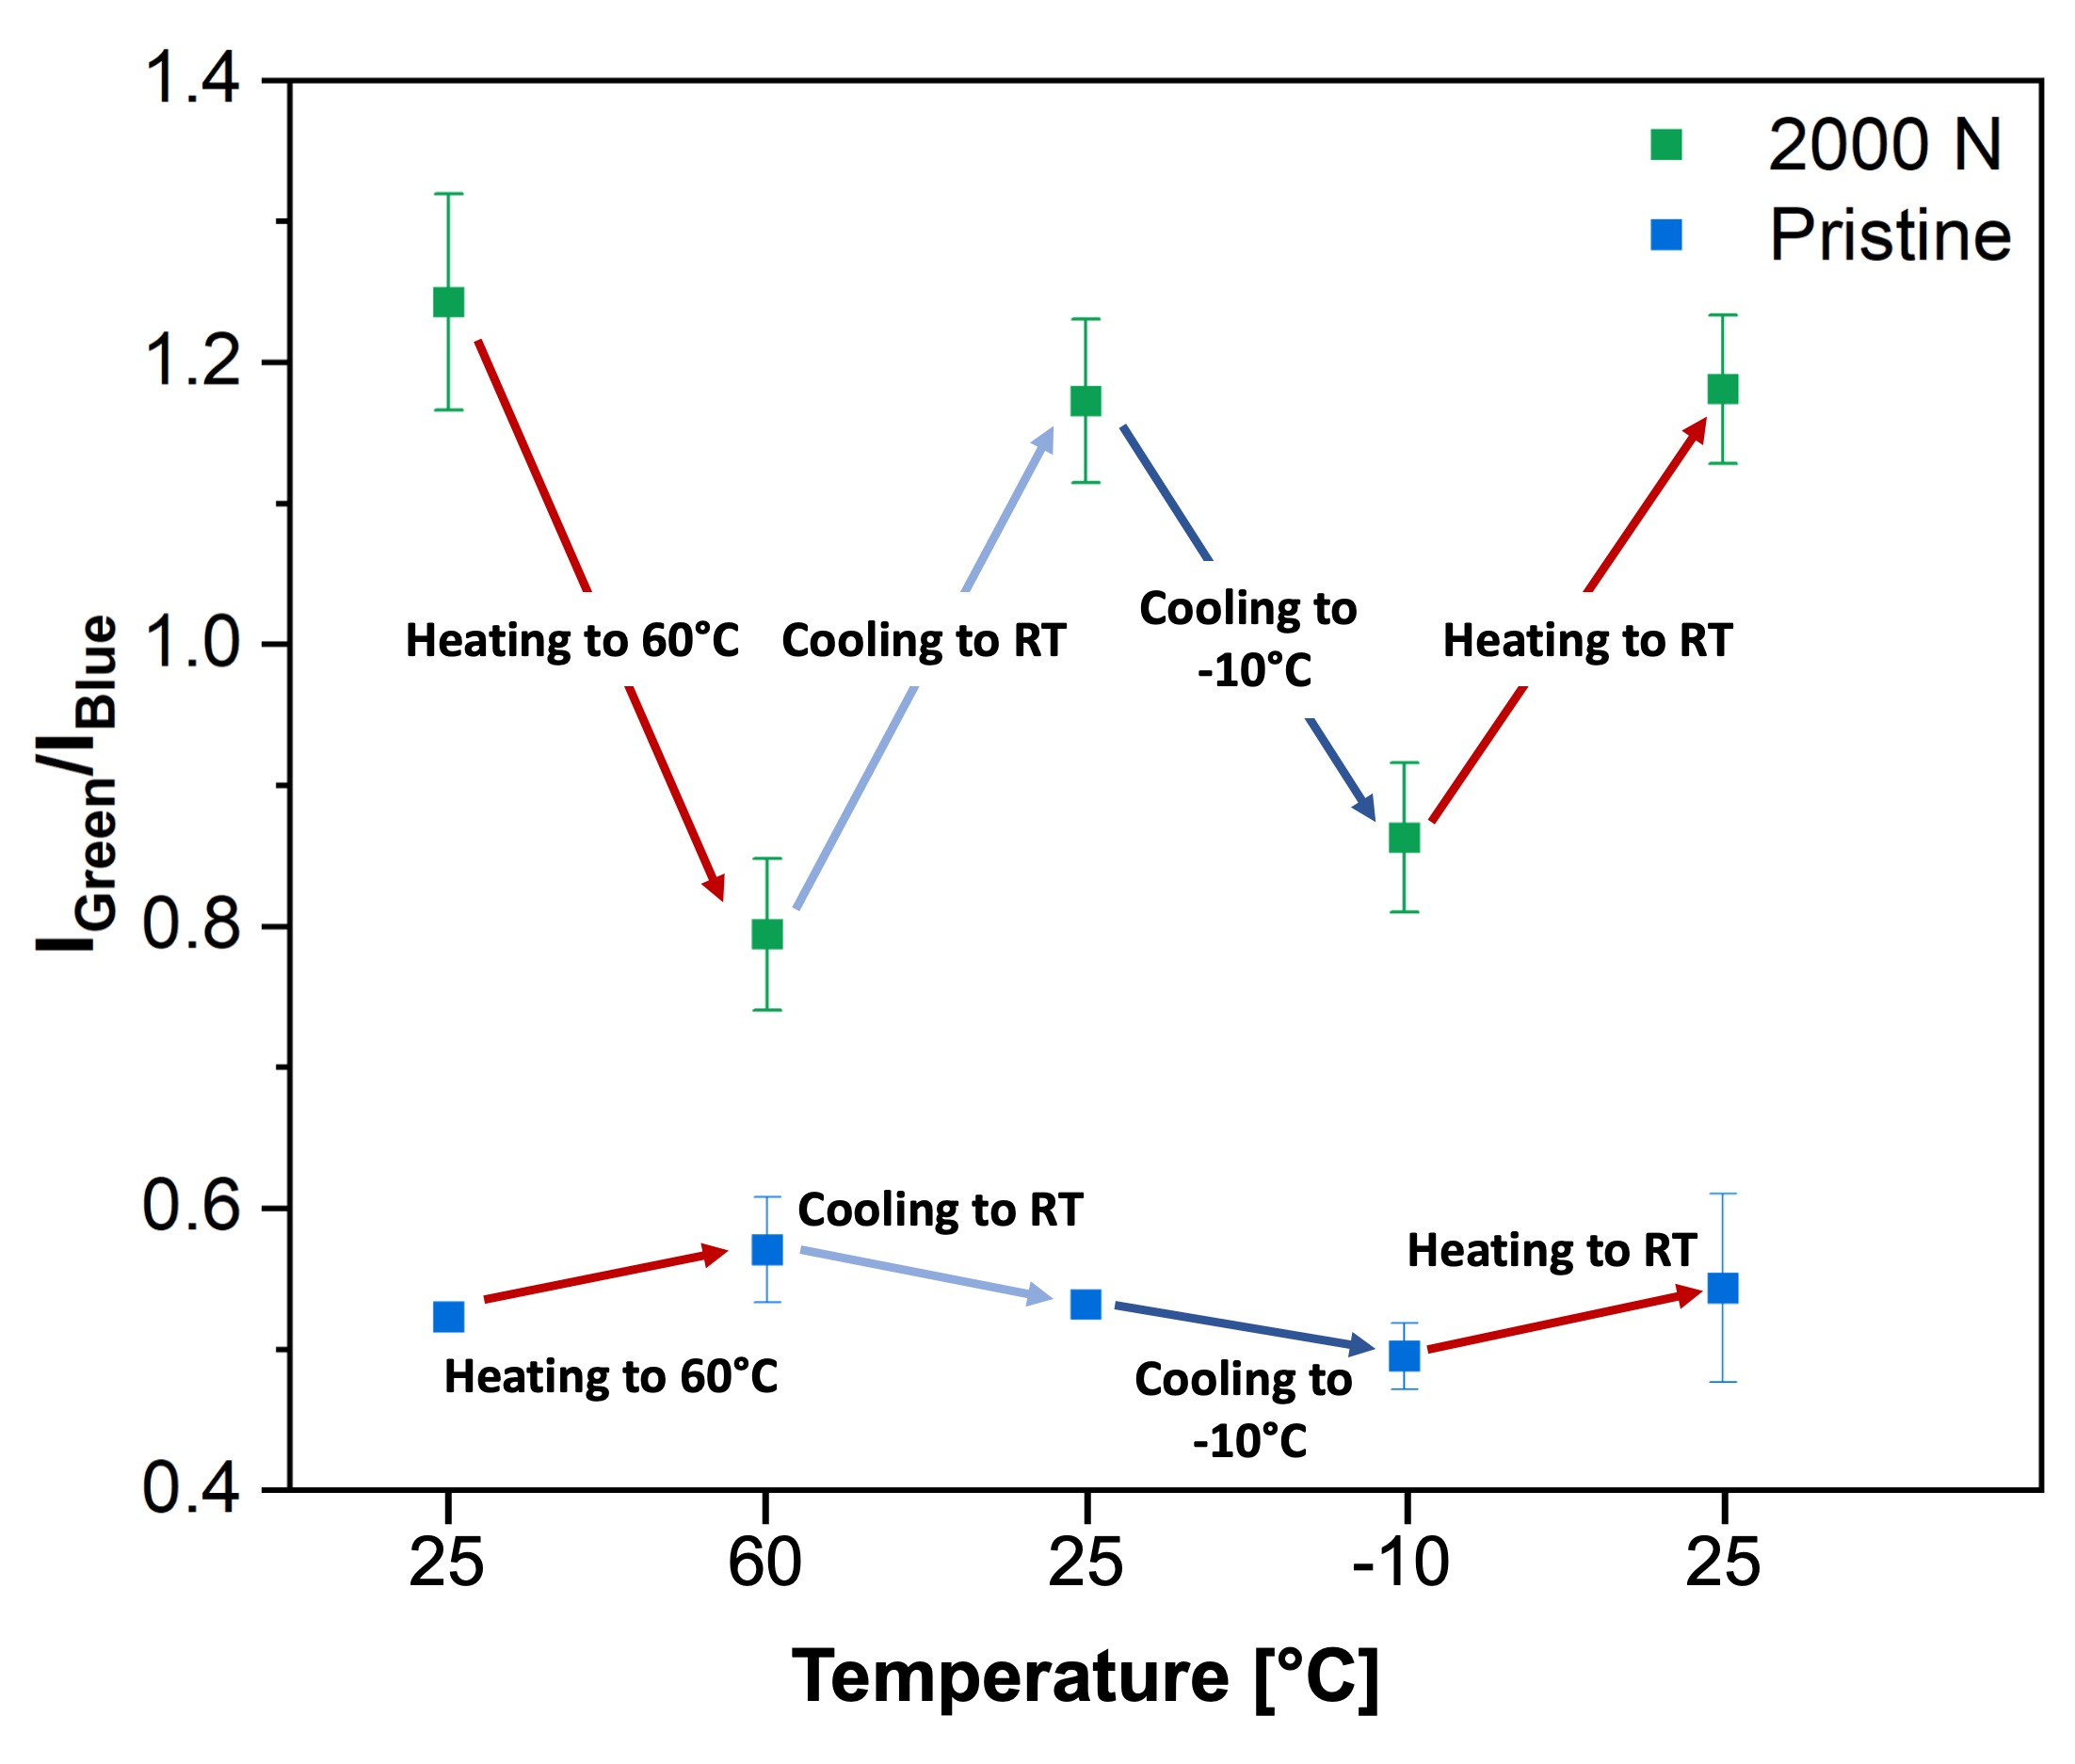 1.4
1.2
1.0
0.8
0.6
0.4
I_Green/I_Blue
2000 N
Pristine
Heating to 60°C
Cooling to RT
Cooling to
-10°C
Heating to RT
Cooling to RT
Heating to RT
Heating to 60°C
Cooling to
-10°C
25
60
25
-10
25
Temperature [°C]